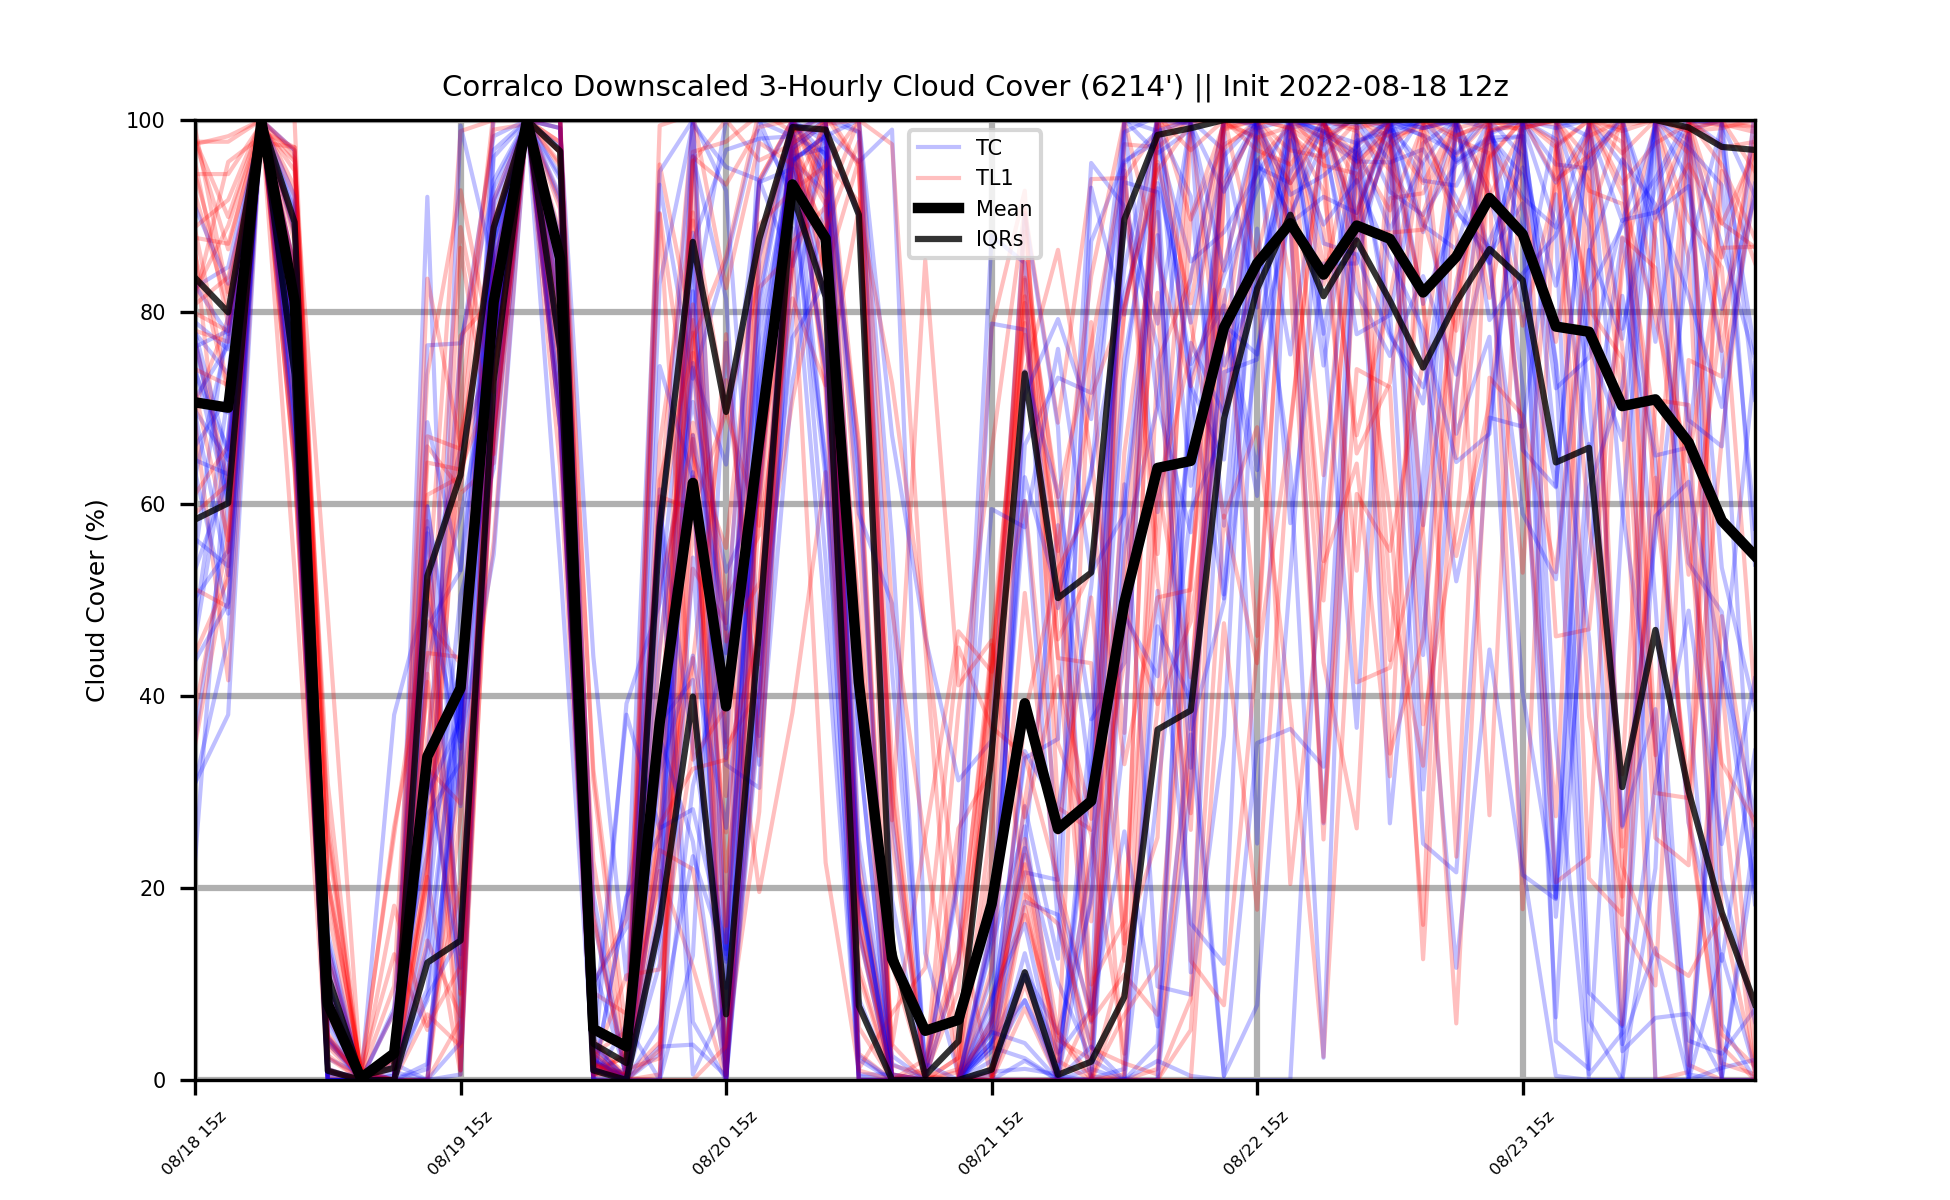 Corralco Downscaled 3-Hourly Cloud Cover (6214') || Init 2022-08-18 12z
TC
TL1
Mean
IQRs
Cloud Cover (%)
100
80
60
40
20
0
08/18 15z
08/19 15z
08/20 15z
08/21 15z
08/22 15z
08/23 15z